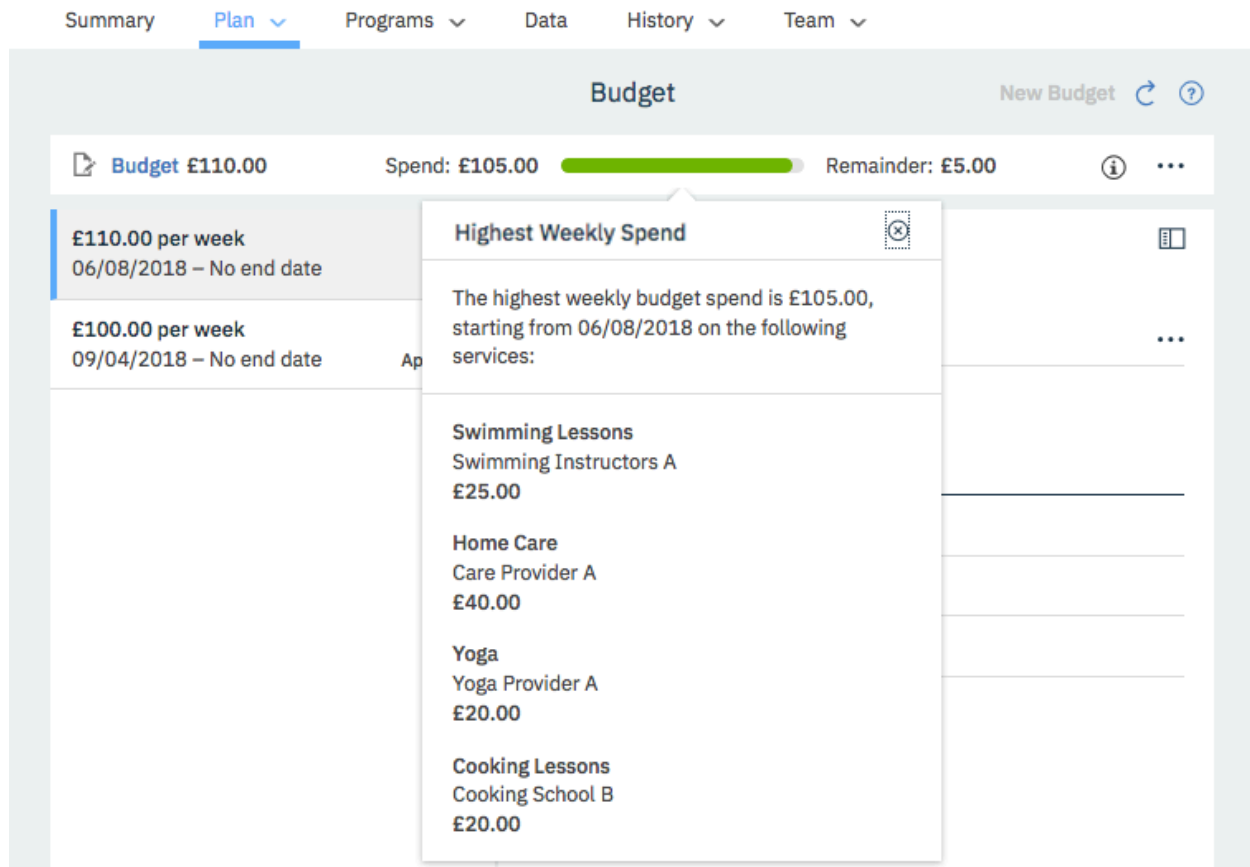 Summary Plan Programs Data History Team
Budget
New Budget
Budget £110.00 Spend: £105.00 Remainder: £5.00
£110.00 per week
06/08/2018 – No end date
£100.00 per week
09/04/2018 – No end date Ap
Highest Weekly Spend
The highest weekly budget spend is £105.00,
starting from 06/08/2018 on the following
services:
Swimming Lessons
Swimming Instructors A
£25.00
Home Care
Care Provider A
£40.00
Yoga
Yoga Provider A
£20.00
Cooking Lessons
Cooking School B
£20.00